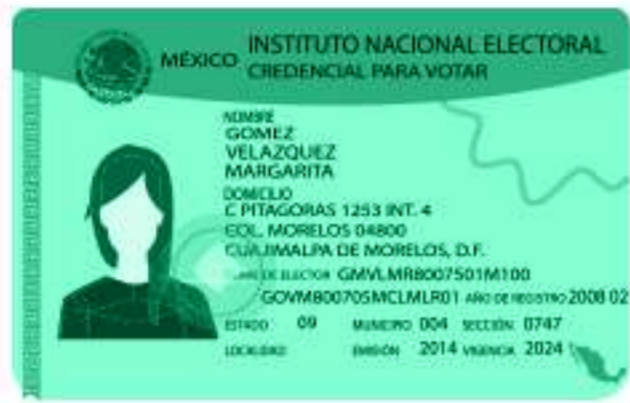 MÉXICO INSTITUTO NACIONAL ELECTORAL
CREDENCIAL PARA VOTAR
NOMBRE
GOMEZ
VELAZQUEZ
MARGARITA
DOMICILIO
C PITAGORAS 1253 INT. 4
COL. MORELOS 04800
CUAJIMALPA DE MORELOS, D.F.
DE ELECTOR GMVLMR8007501M100
GOVM800705MCLMLR01 AÑO DE REGISTRO 2008 02
ESTADO 09 MUNICIPIO 004 SECCIÓN 0747
LOCALIDAD EMISIÓN 2014 VIGENCIA 2024